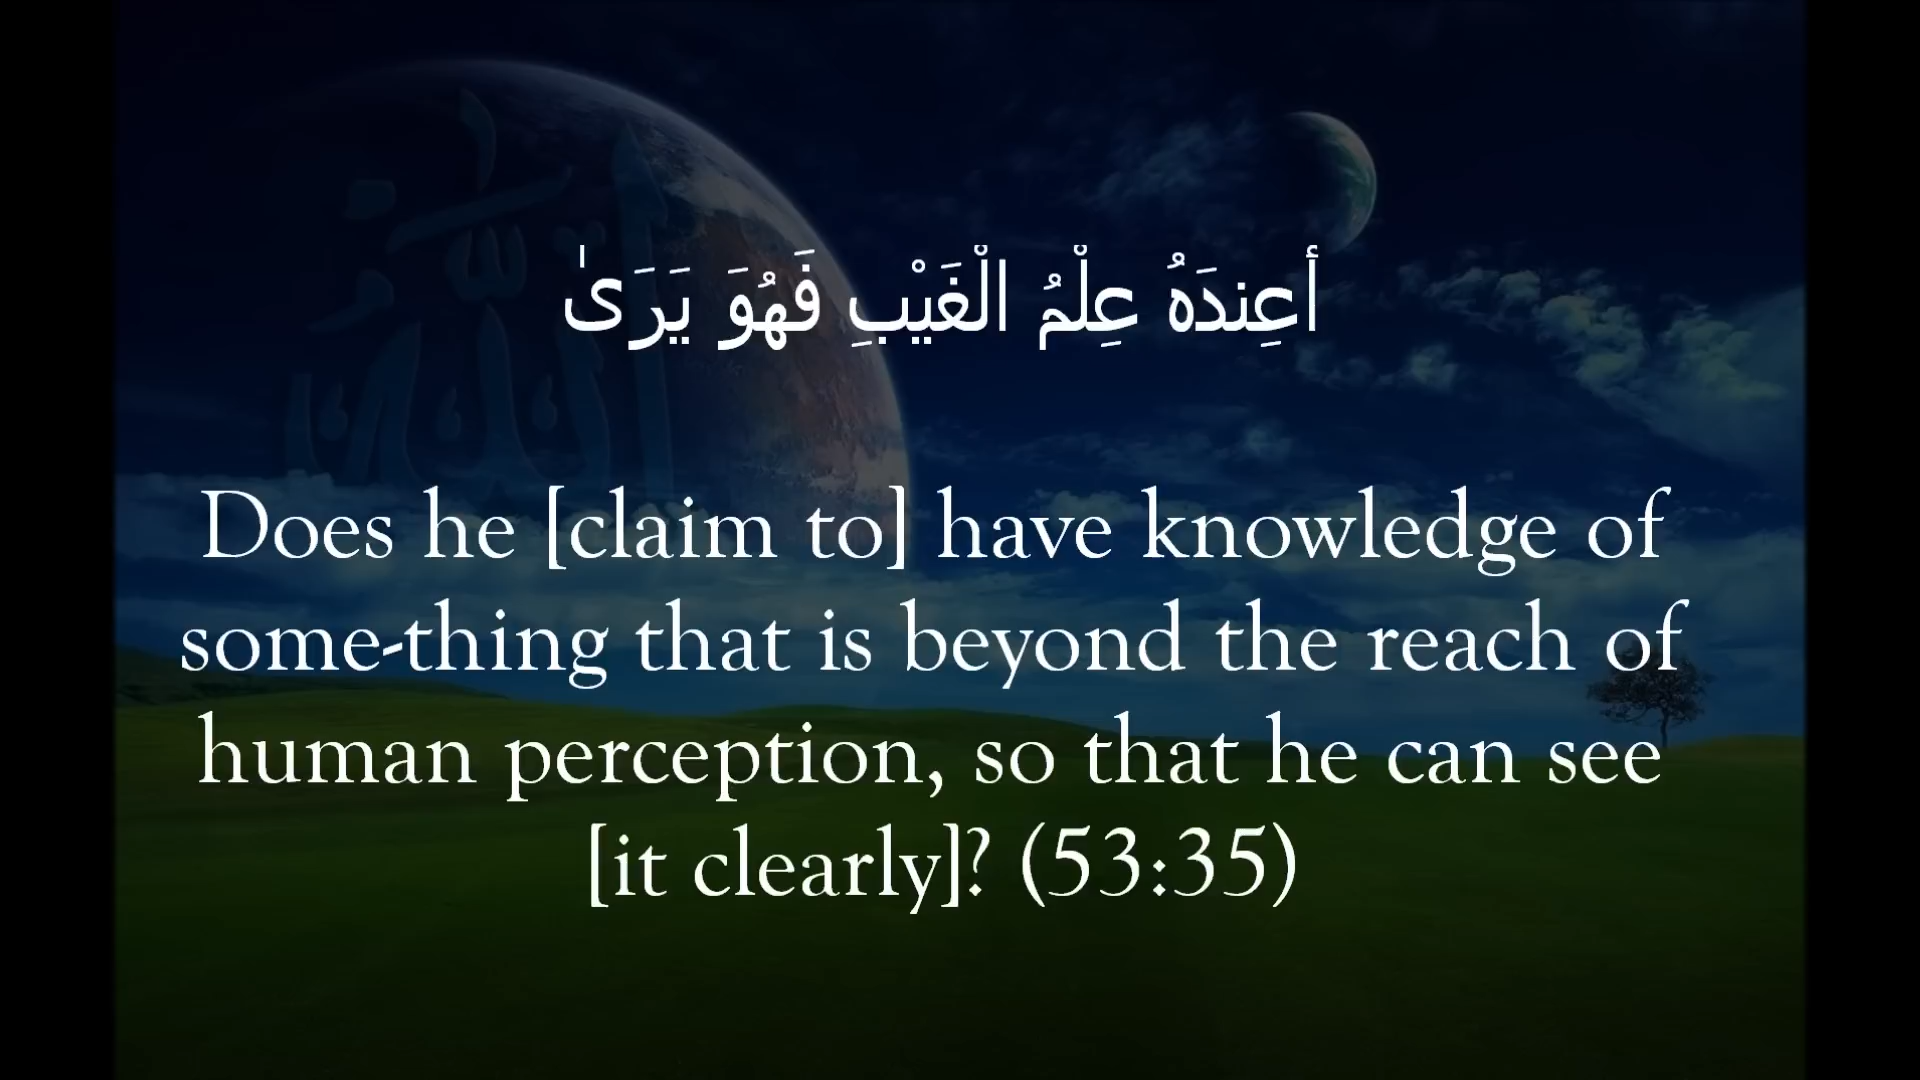 أعِندَهُ عِلْمُ الْغَيْبِ فَهُوَ يَرَىٰ
Does he [claim to] have knowledge of
some-thing that is beyond the reach of
human perception, so that he can see
[it clearly]? (53:35)